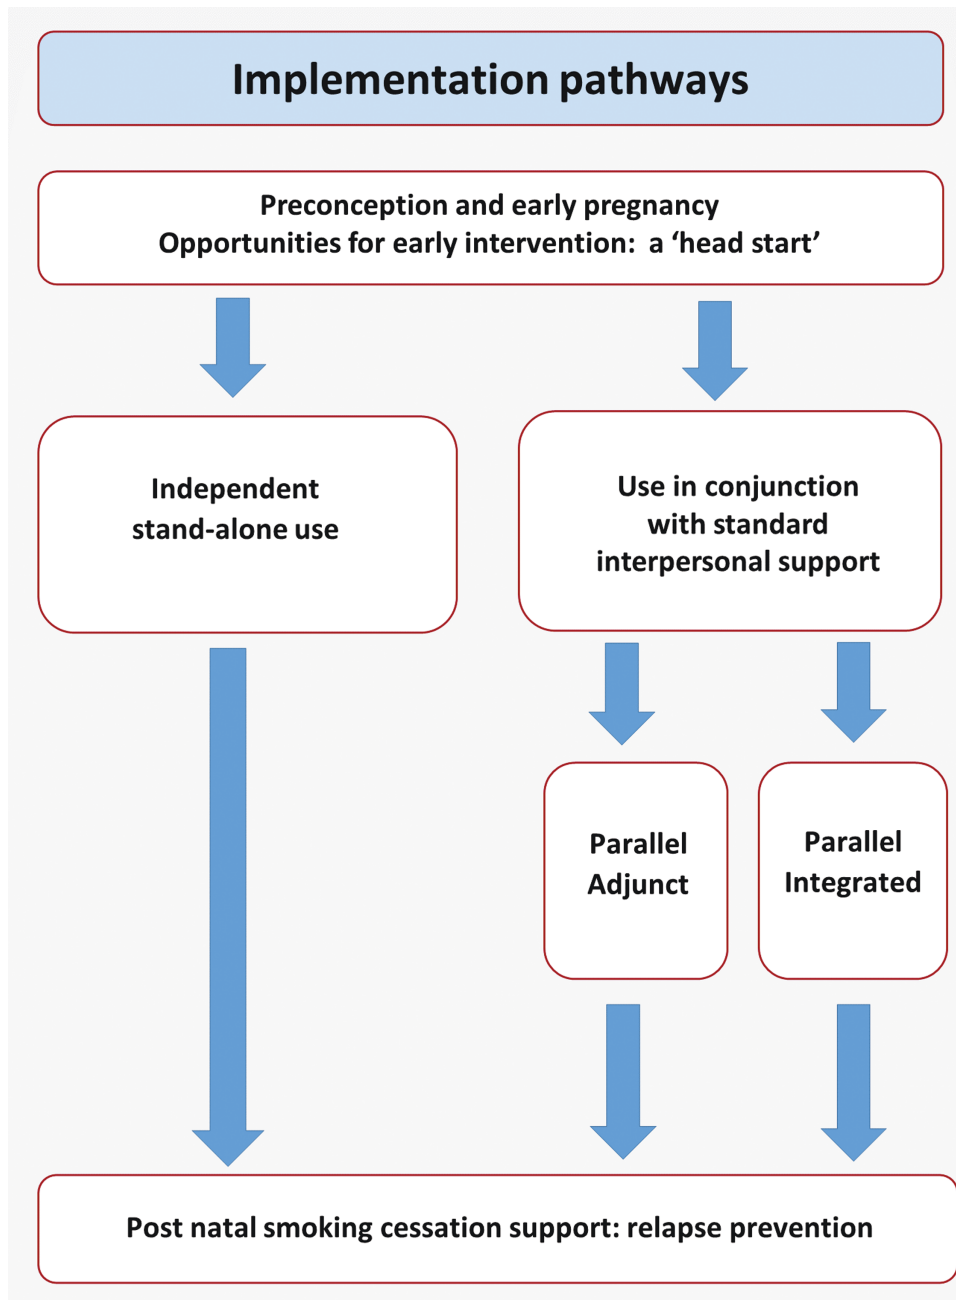 Implementation pathways
Preconception and early pregnancy
Opportunities for early intervention: a ‘head start’
Independent
stand-alone use
Use in conjunction
with standard
interpersonal support
Parallel
Adjunct
Parallel
Integrated
Post natal smoking cessation support: relapse prevention